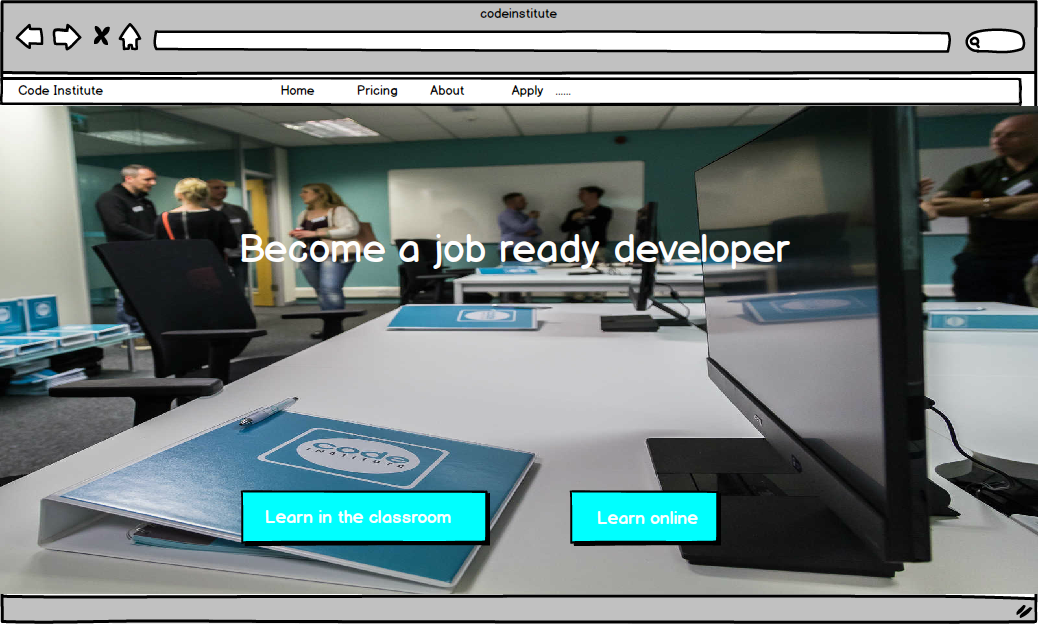 codeinstitute
Code Institute Home Pricing About Apply ......
Become a job ready developer
code
INSTITUTE
Learn in the classroom
Learn online